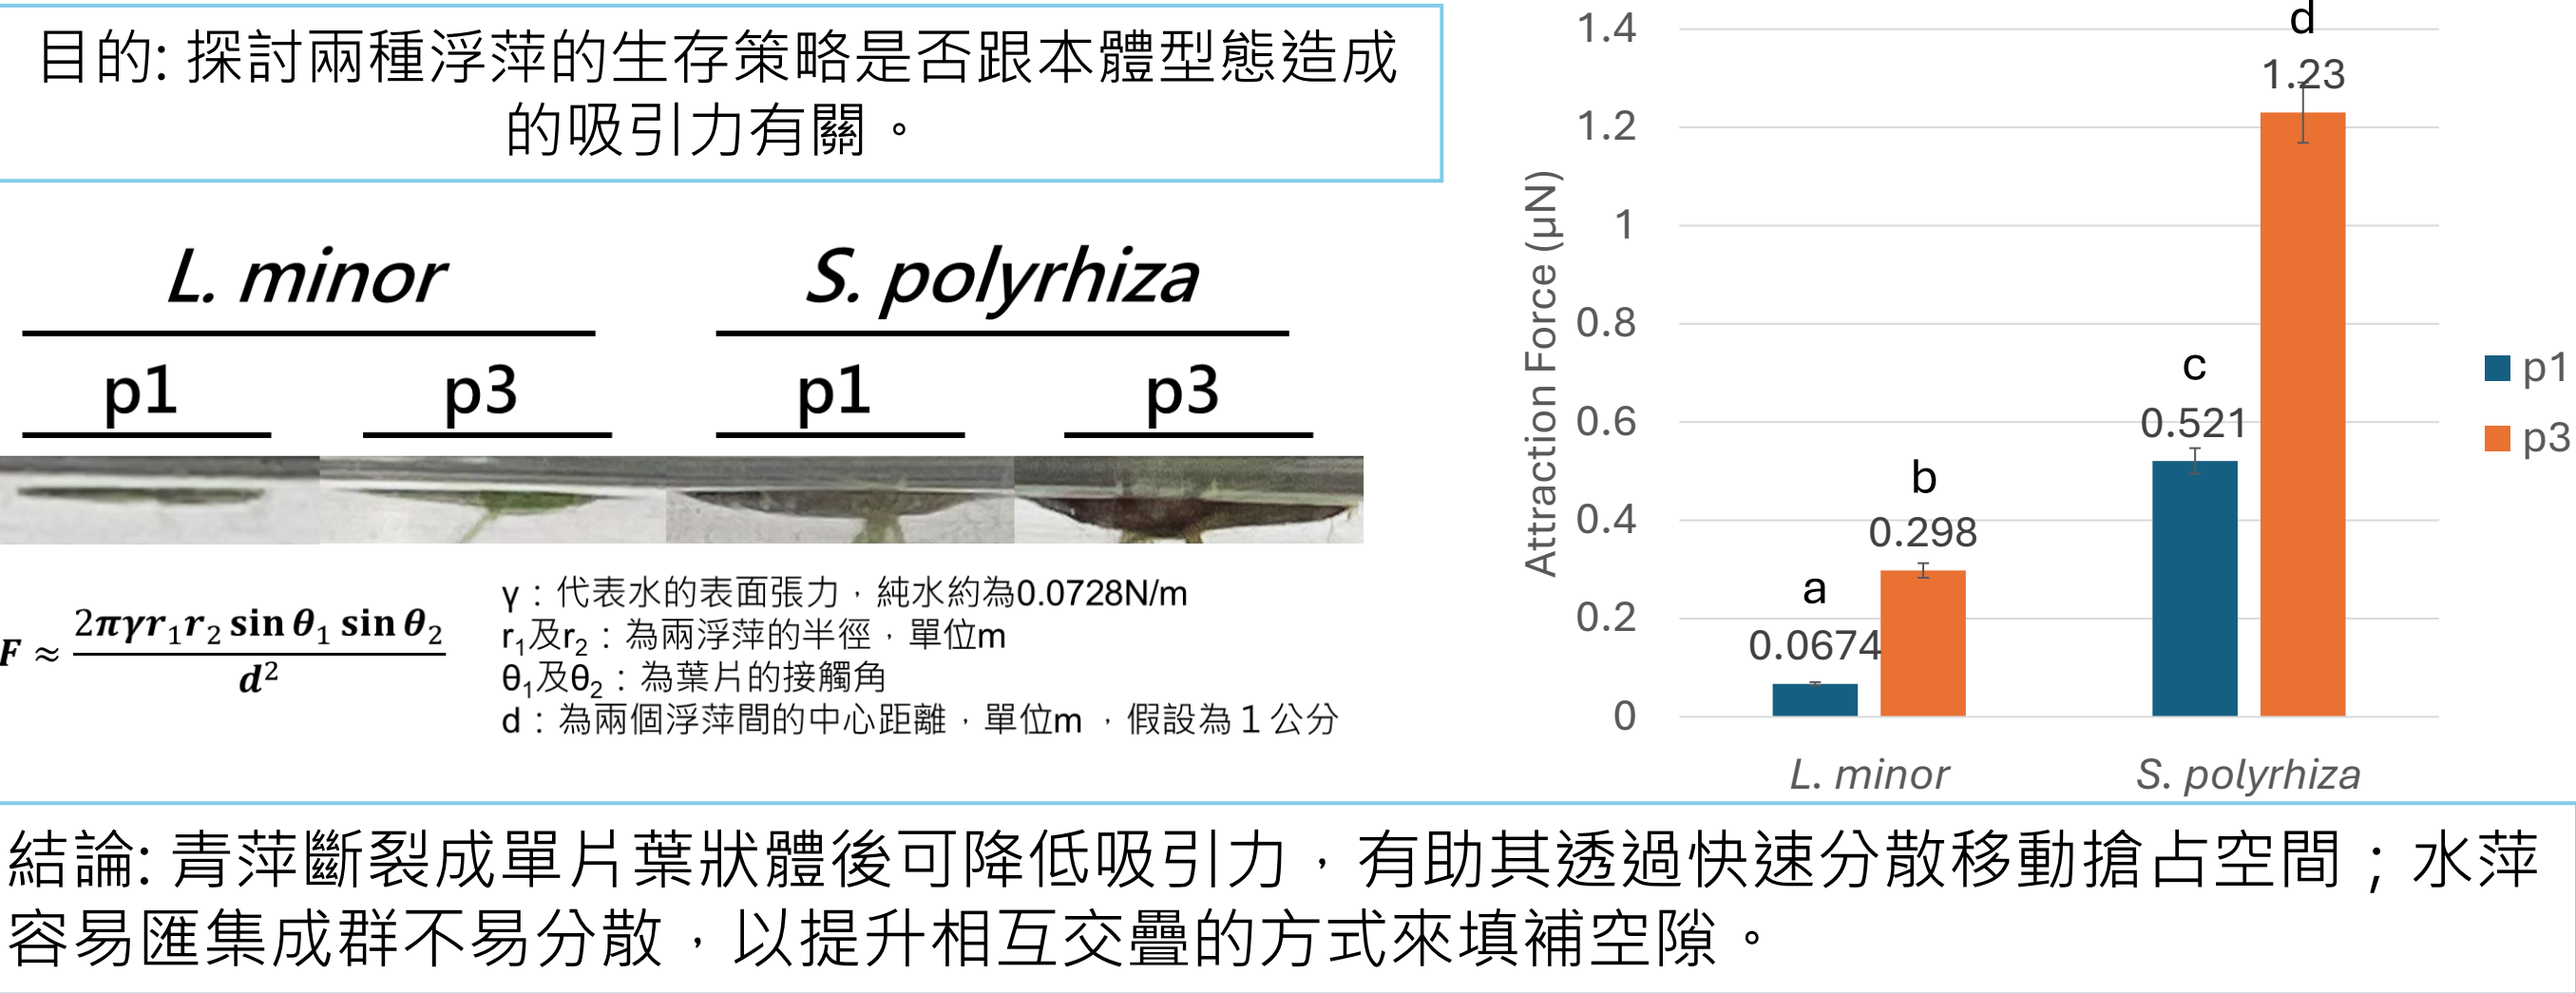 目的: 探討兩種浮萍的生存策略是否跟本體型態造成
的吸引力有關。
L. minor
S. polyrhiza
p1
p3
p1
p3
F ≈ 2πγr₁r₂ sin θ₁ sin θ₂ / d²
γ：代表水的表面張力，純水約為0.0728N/m
r₁及r₂：為兩浮萍的半徑，單位m
θ₁及θ₂：為葉片的接觸角
d：為兩個浮萍間的中心距離，單位m ，假設為 1 公分
Attraction Force (μN)
1.4
1.2
1
0.8
0.6
0.4
0.2
0
a
0.0674
b
0.298
c
0.521
d
1.23
L. minor
S. polyrhiza
p1
p3
結論: 青萍斷裂成單片葉狀體後可降低吸引力，有助其透過快速分散移動搶占空間；水萍
容易匯集成群不易分散，以提升相互交疊的方式來填補空隙。